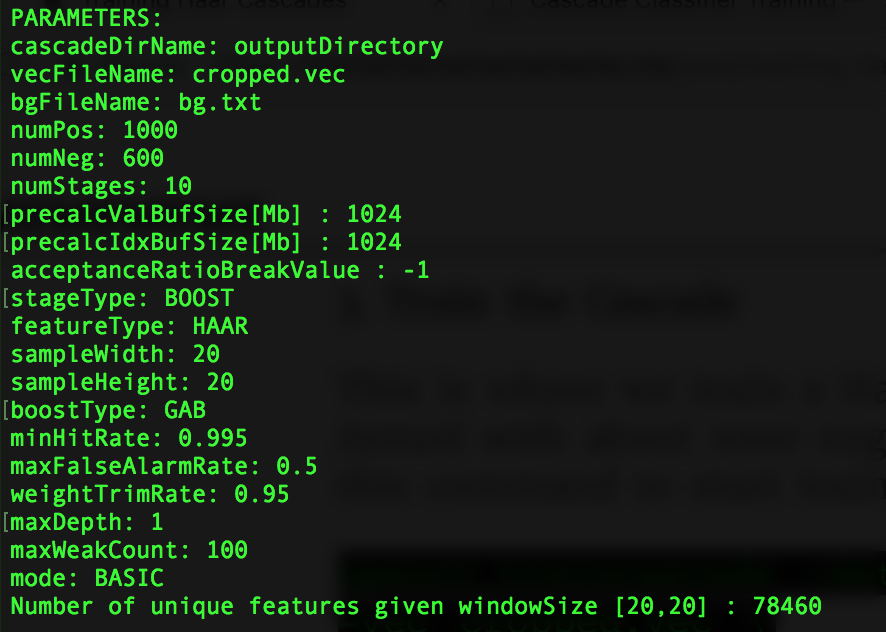 PARAMETERS:
cascadeDirName: outputDirectory
vecFileName: cropped.vec
bgFileName: bg.txt
numPos: 1000
numNeg: 600
numStages: 10
[precalcValBufSize[Mb] : 1024
[precalcIdxBufSize[Mb] : 1024
acceptanceRatioBreakValue : -1
[stageType: BOOST
featureType: HAAR
sampleWidth: 20
sampleHeight: 20
[boostType: GAB
minHitRate: 0.995
maxFalseAlarmRate: 0.5
weightTrimRate: 0.95
[maxDepth: 1
maxWeakCount: 100
mode: BASIC
Number of unique features given windowSize [20,20] : 78460